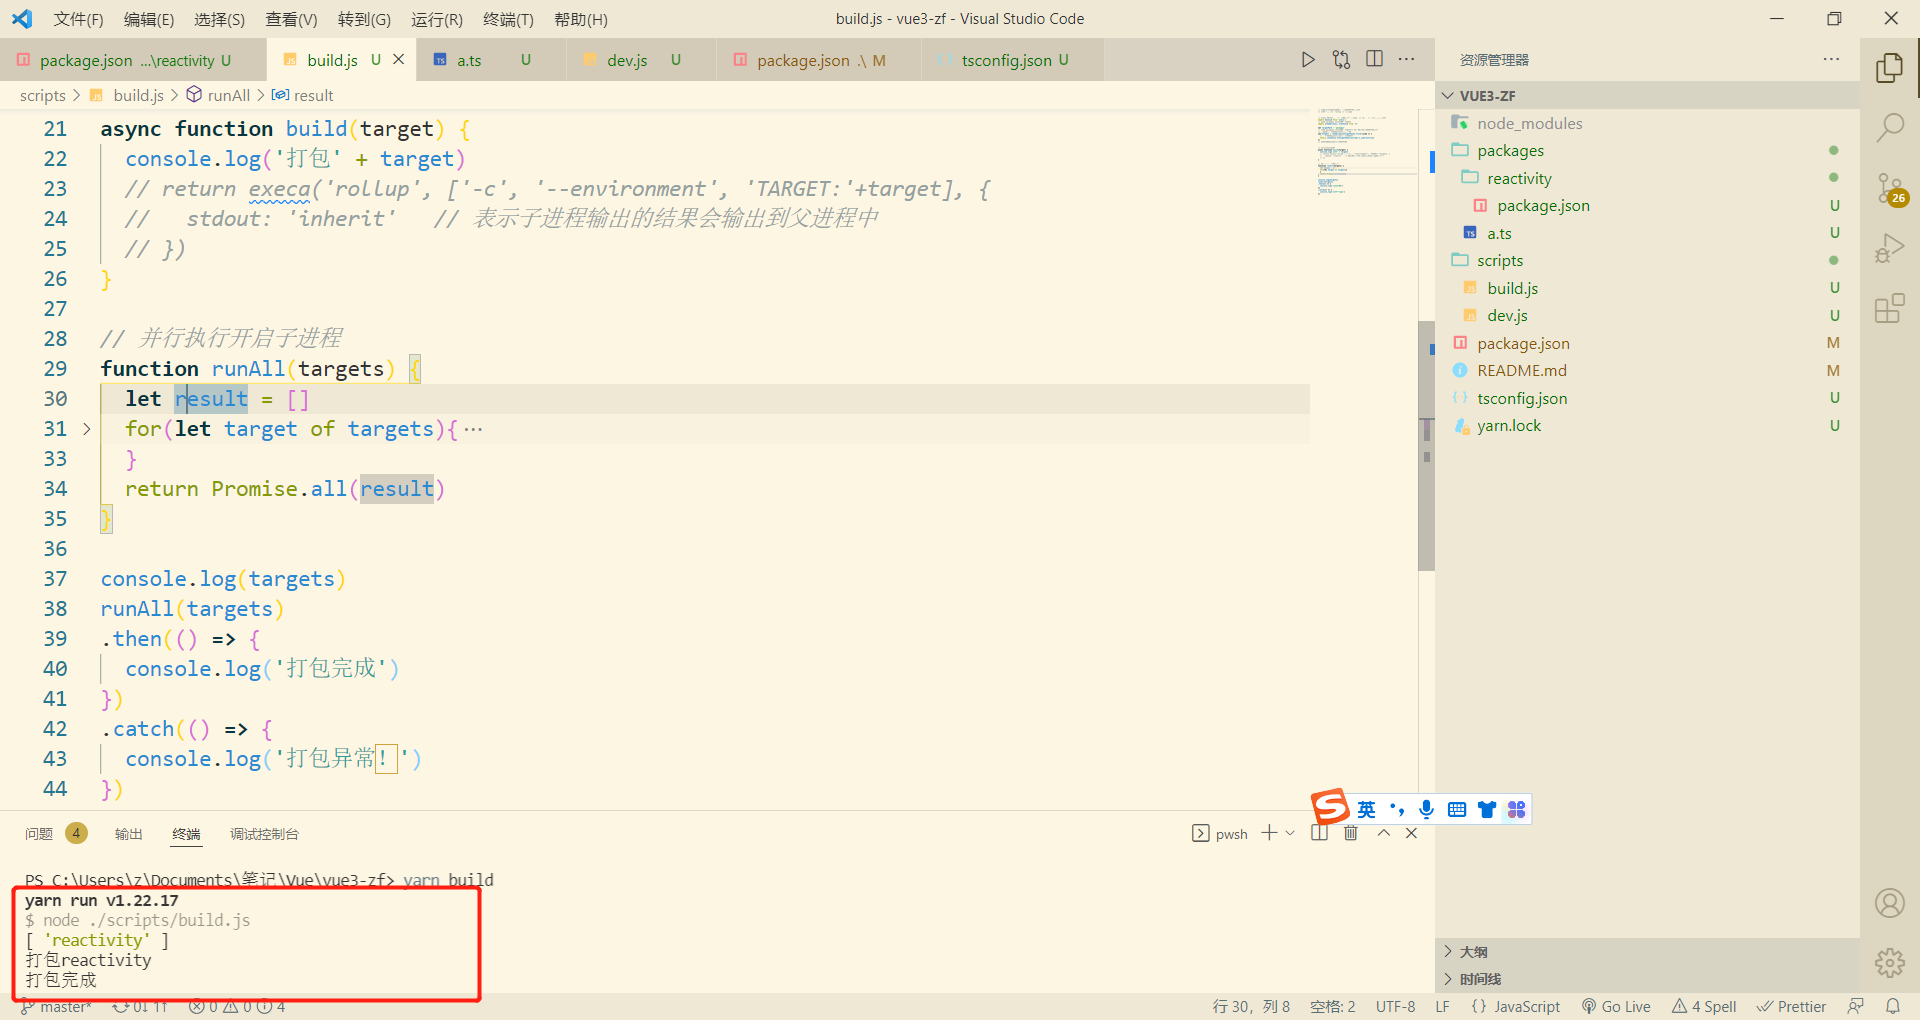 文件(F) 编辑(E) 选择(S) 查看(V) 转到(G) 运行(R) 终端(T) 帮助(H) build.js - vue3-zf - Visual Studio Code
package.json ...\reactivity U build.js U a.ts U dev.js U package.json .\ M tsconfig.json U
scripts > build.js > runAll > result
21 async function build(target) {
22 console.log('打包' + target)
23 // return execa('rollup', ['-c', '--environment', 'TARGET:'+target], {
24 //   stdout: 'inherit'   // 表示子进程输出的结果会输出到父进程中
25 // })
26 }
27
28 // 并行执行开启子进程
29 function runAll(targets) {
30 let result = []
31 for(let target of targets){ ···
33 }
34 return Promise.all(result)
35 }
36
37 console.log(targets)
38 runAll(targets)
39 .then(() => {
40 console.log('打包完成')
41 })
42 .catch(() => {
43 console.log('打包异常！')
44 })
问题 4 输出 终端 调试控制台 pwsh
PS C:\Users\z\Documents\笔记\Vue\vue3-zf> yarn build
yarn run v1.22.17
$ node ./scripts/build.js
[ 'reactivity' ]
打包reactivity
打包完成
资源管理器
VUE3-ZF
node_modules
packages
reactivity
package.json U
a.ts U
scripts
build.js U
dev.js U
package.json M
README.md M
tsconfig.json U
yarn.lock U
26
英
大纲
时间线
master* 0↓ 1↑ 0 0 4 行 30，列 8 空格: 2 UTF-8 LF {} JavaScript Go Live 4 Spell Prettier